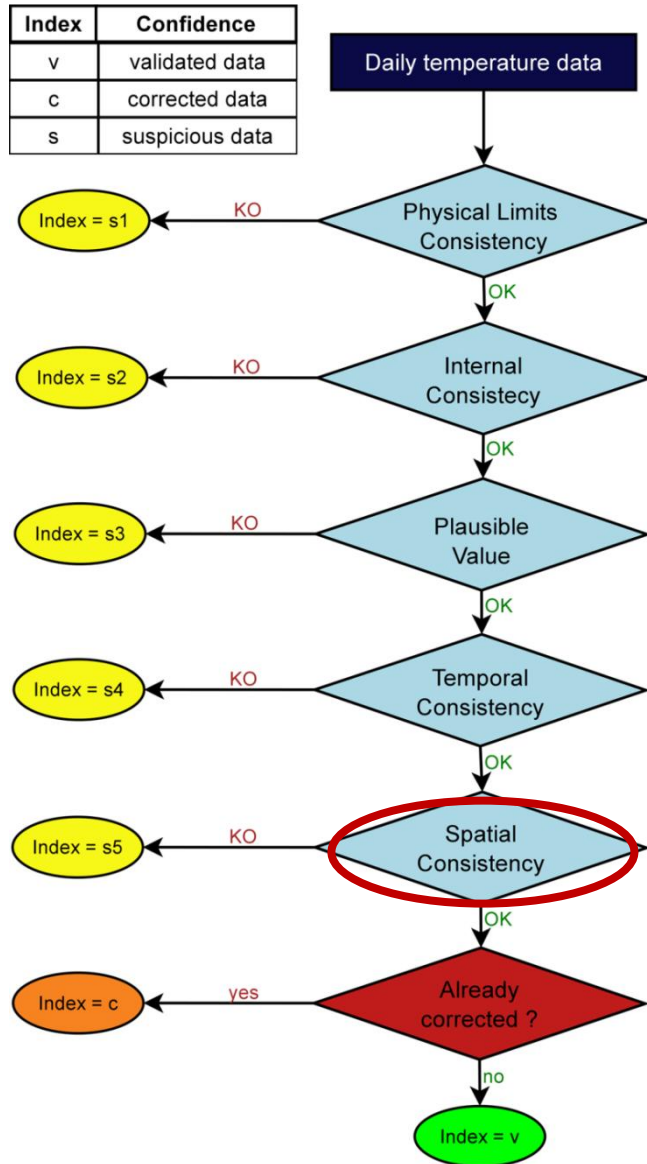 Index Confidence
v validated data
c corrected data
s suspicious data
Daily temperature data
Physical Limits
Consistency
KO
Index = s1
OK
Internal
Consistecy
KO
Index = s2
OK
Plausible
Value
KO
Index = s3
OK
Temporal
Consistency
KO
Index = s4
OK
Spatial
Consistency
KO
Index = s5
OK
Already
corrected ?
yes
Index = c
no
Index = v